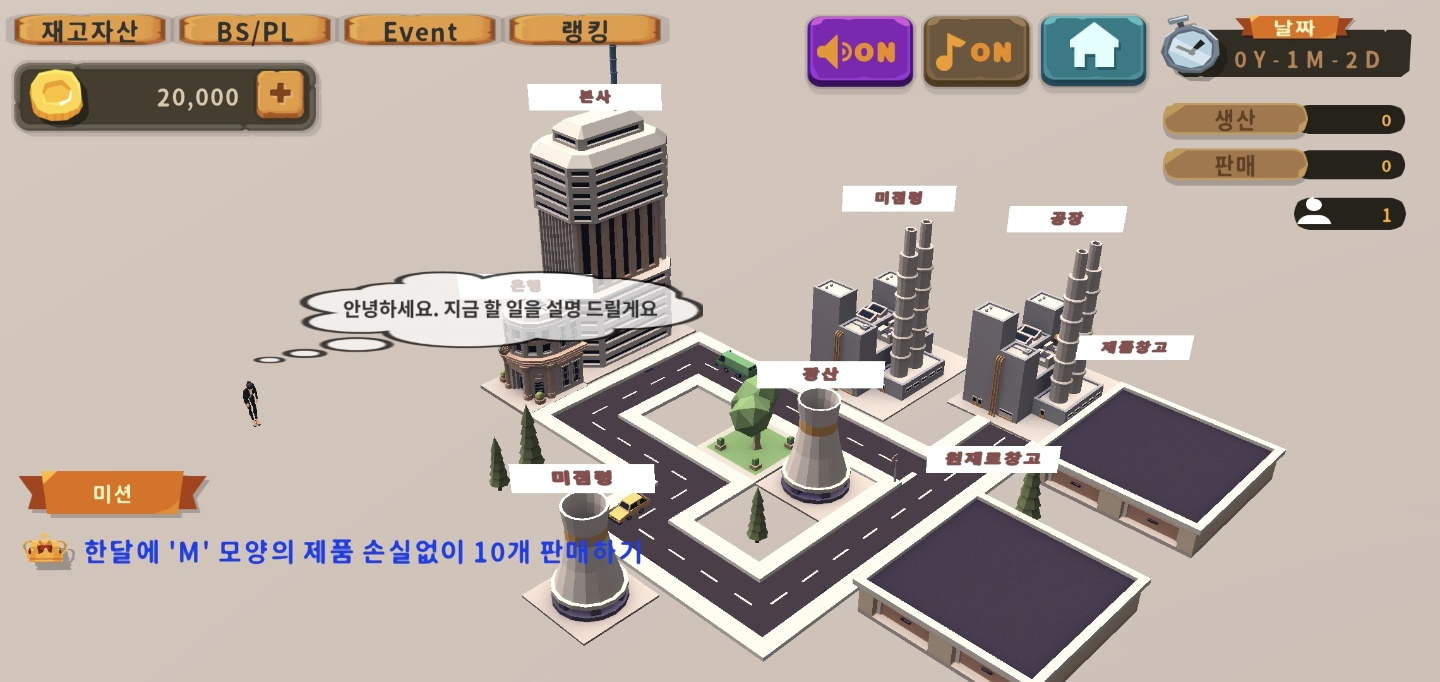 재고자산
BS/PL
Event
랭킹
20,000
+
ON
ON
날짜
0Y-1M-2D
생산
0
판매
0
1
본사
미점령
공장
은행
안녕하세요. 지금 할 일을 설명 드릴게요
제품창고
광산
원재료창고
미점령
미션
한달에 'M' 모양의 제품 손실없이 10개 판매하기